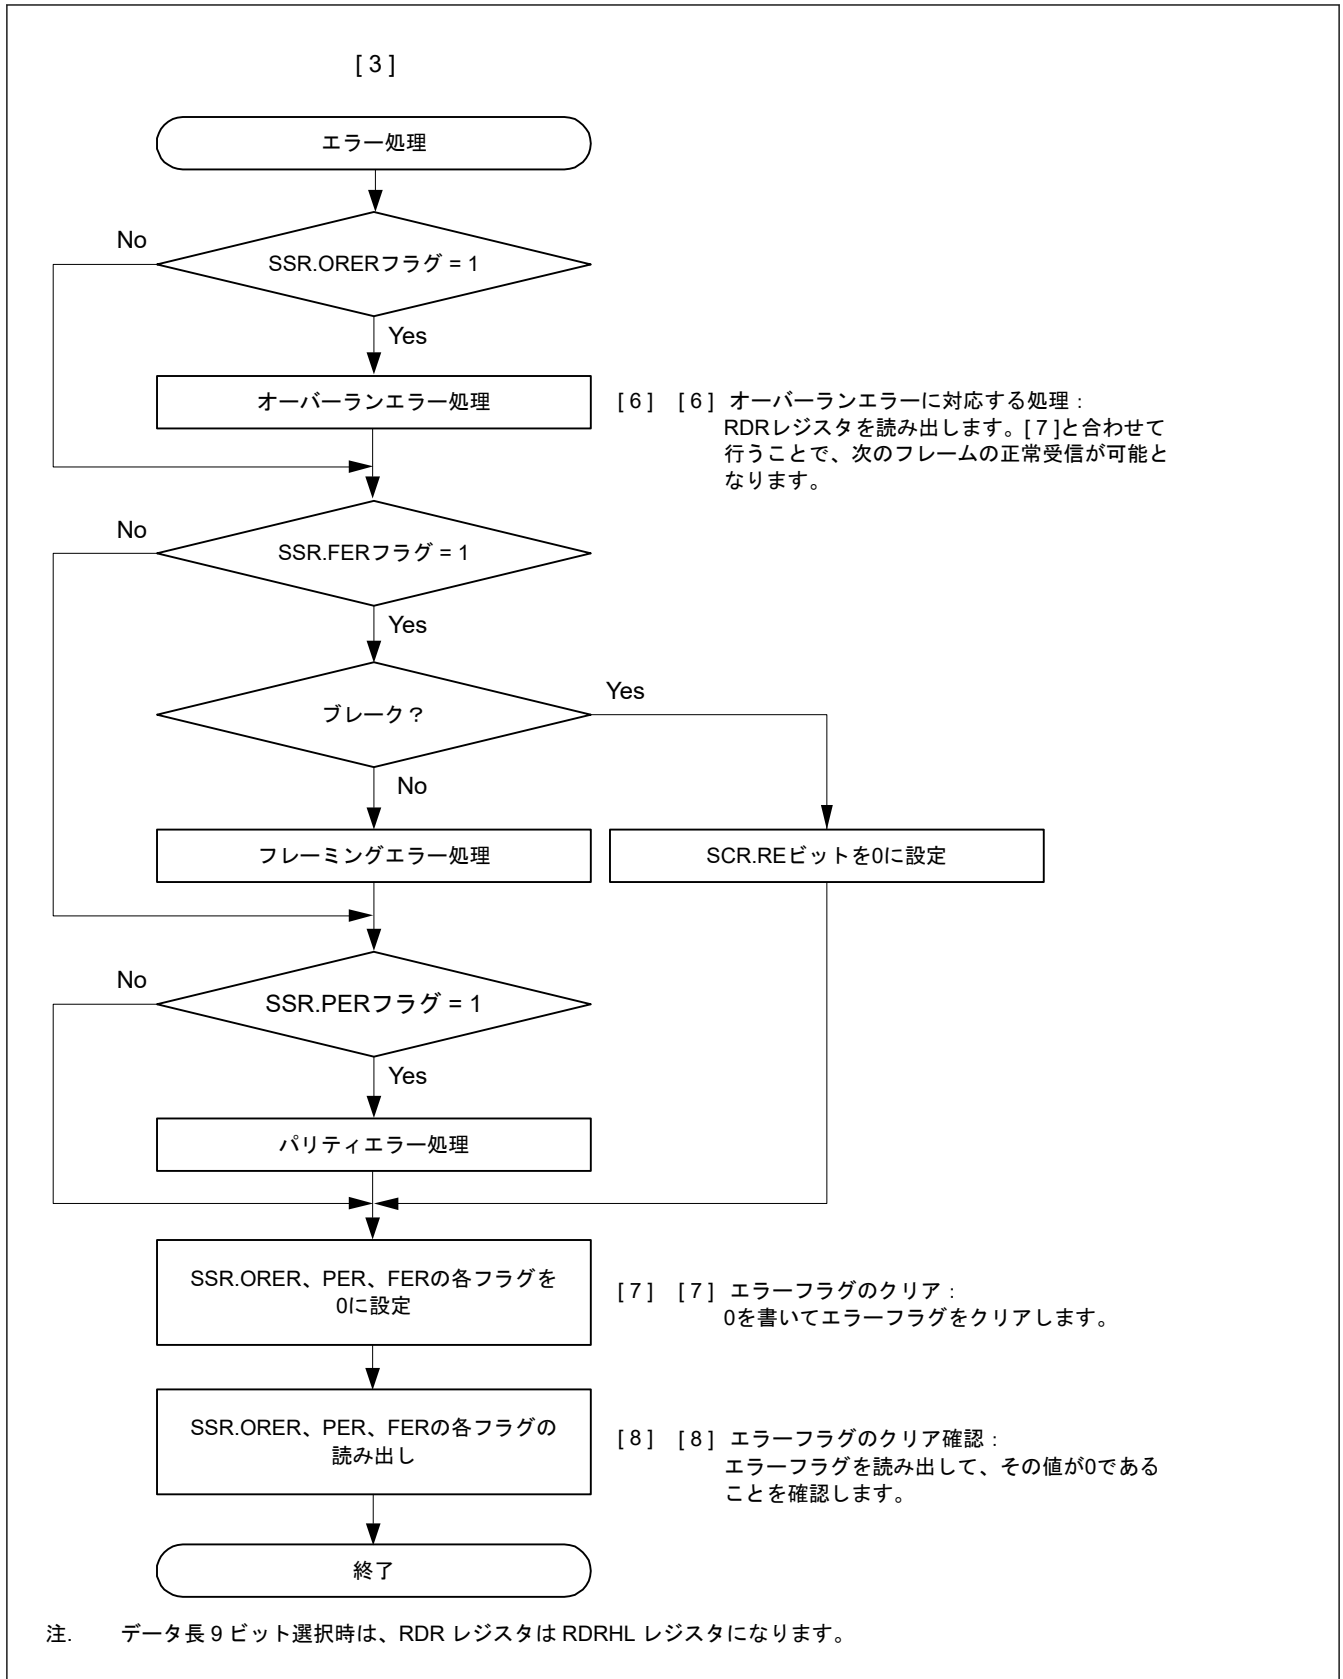 [ 3 ]
エラー処理
No
SSR.ORERフラグ = 1
Yes
オーバーランエラー処理
[ 6 ] [ 6 ] オーバーランエラーに対応する処理：
RDRレジスタを読み出します。[ 7 ]と合わせて
行うことで、次のフレームの正常受信が可能と
なります。
No
SSR.FERフラグ = 1
Yes
ブレーク？
Yes
No
フレーミングエラー処理
SCR.REビットを0に設定
No
SSR.PERフラグ = 1
Yes
パリティエラー処理
SSR.ORER、PER、FERの各フラグを
0に設定
[ 7 ] [ 7 ] エラーフラグのクリア：
0を書いてエラーフラグをクリアします。
SSR.ORER、PER、FERの各フラグの
読み出し
[ 8 ] [ 8 ] エラーフラグのクリア確認：
エラーフラグを読み出して、その値が0である
ことを確認します。
終了
注. データ長 9 ビット選択時は、RDR レジスタは RDRHL レジスタになります。